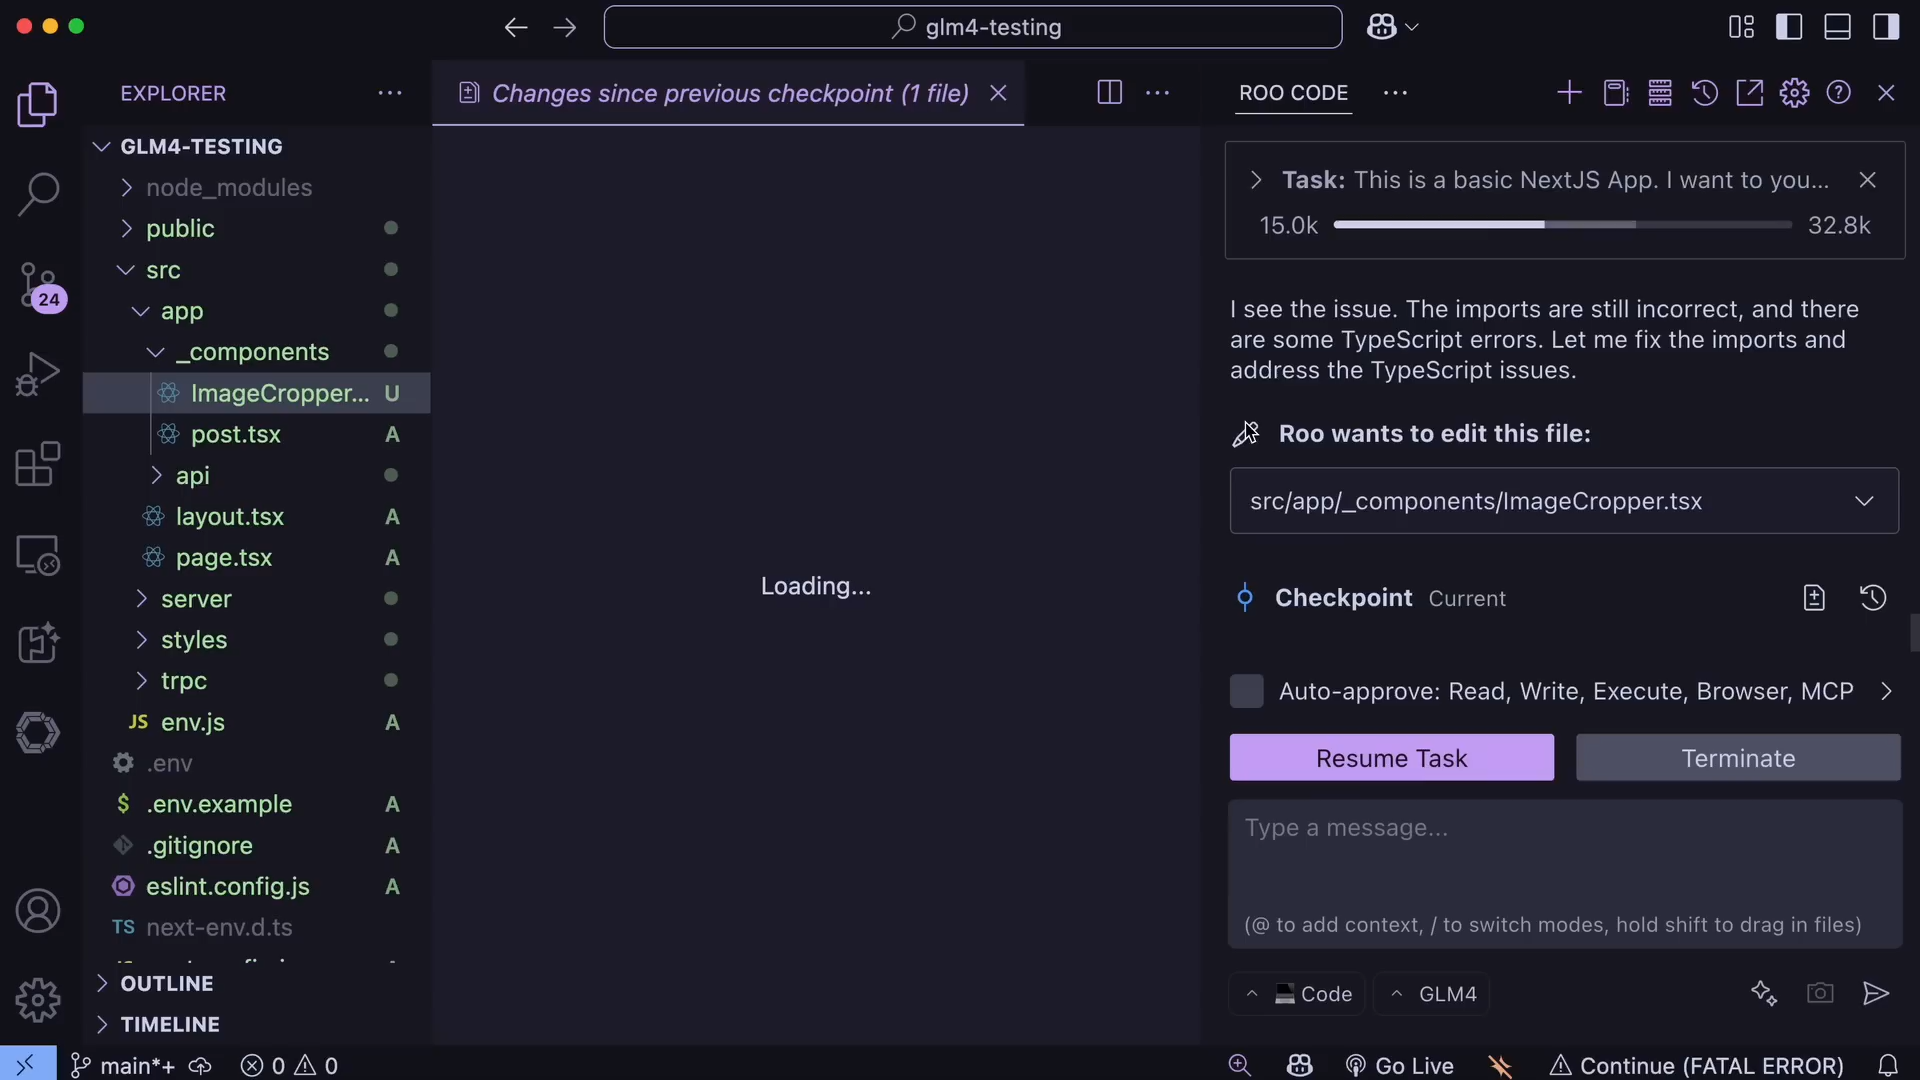 glm4-testing
EXPLORER
GLM4-TESTING
node_modules
public
src
app
_components
ImageCropper... U
post.tsx A
api
layout.tsx A
page.tsx A
server
styles
trpc
JS env.js A
.env
$ .env.example A
.gitignore A
eslint.config.js A
TS next-env.d.ts
OUTLINE
TIMELINE
24
Changes since previous checkpoint (1 file)
Loading...
ROO CODE
Task: This is a basic NextJS App. I want to you...
15.0k 32.8k
I see the issue. The imports are still incorrect, and there
are some TypeScript errors. Let me fix the imports and
address the TypeScript issues.
Roo wants to edit this file:
src/app/_components/ImageCropper.tsx
Checkpoint Current
Auto-approve: Read, Write, Execute, Browser, MCP
Resume Task
Terminate
Type a message...
(@ to add context, / to switch modes, hold shift to drag in files)
Code
GLM4
main*+
0
0
Go Live
Continue (FATAL ERROR)